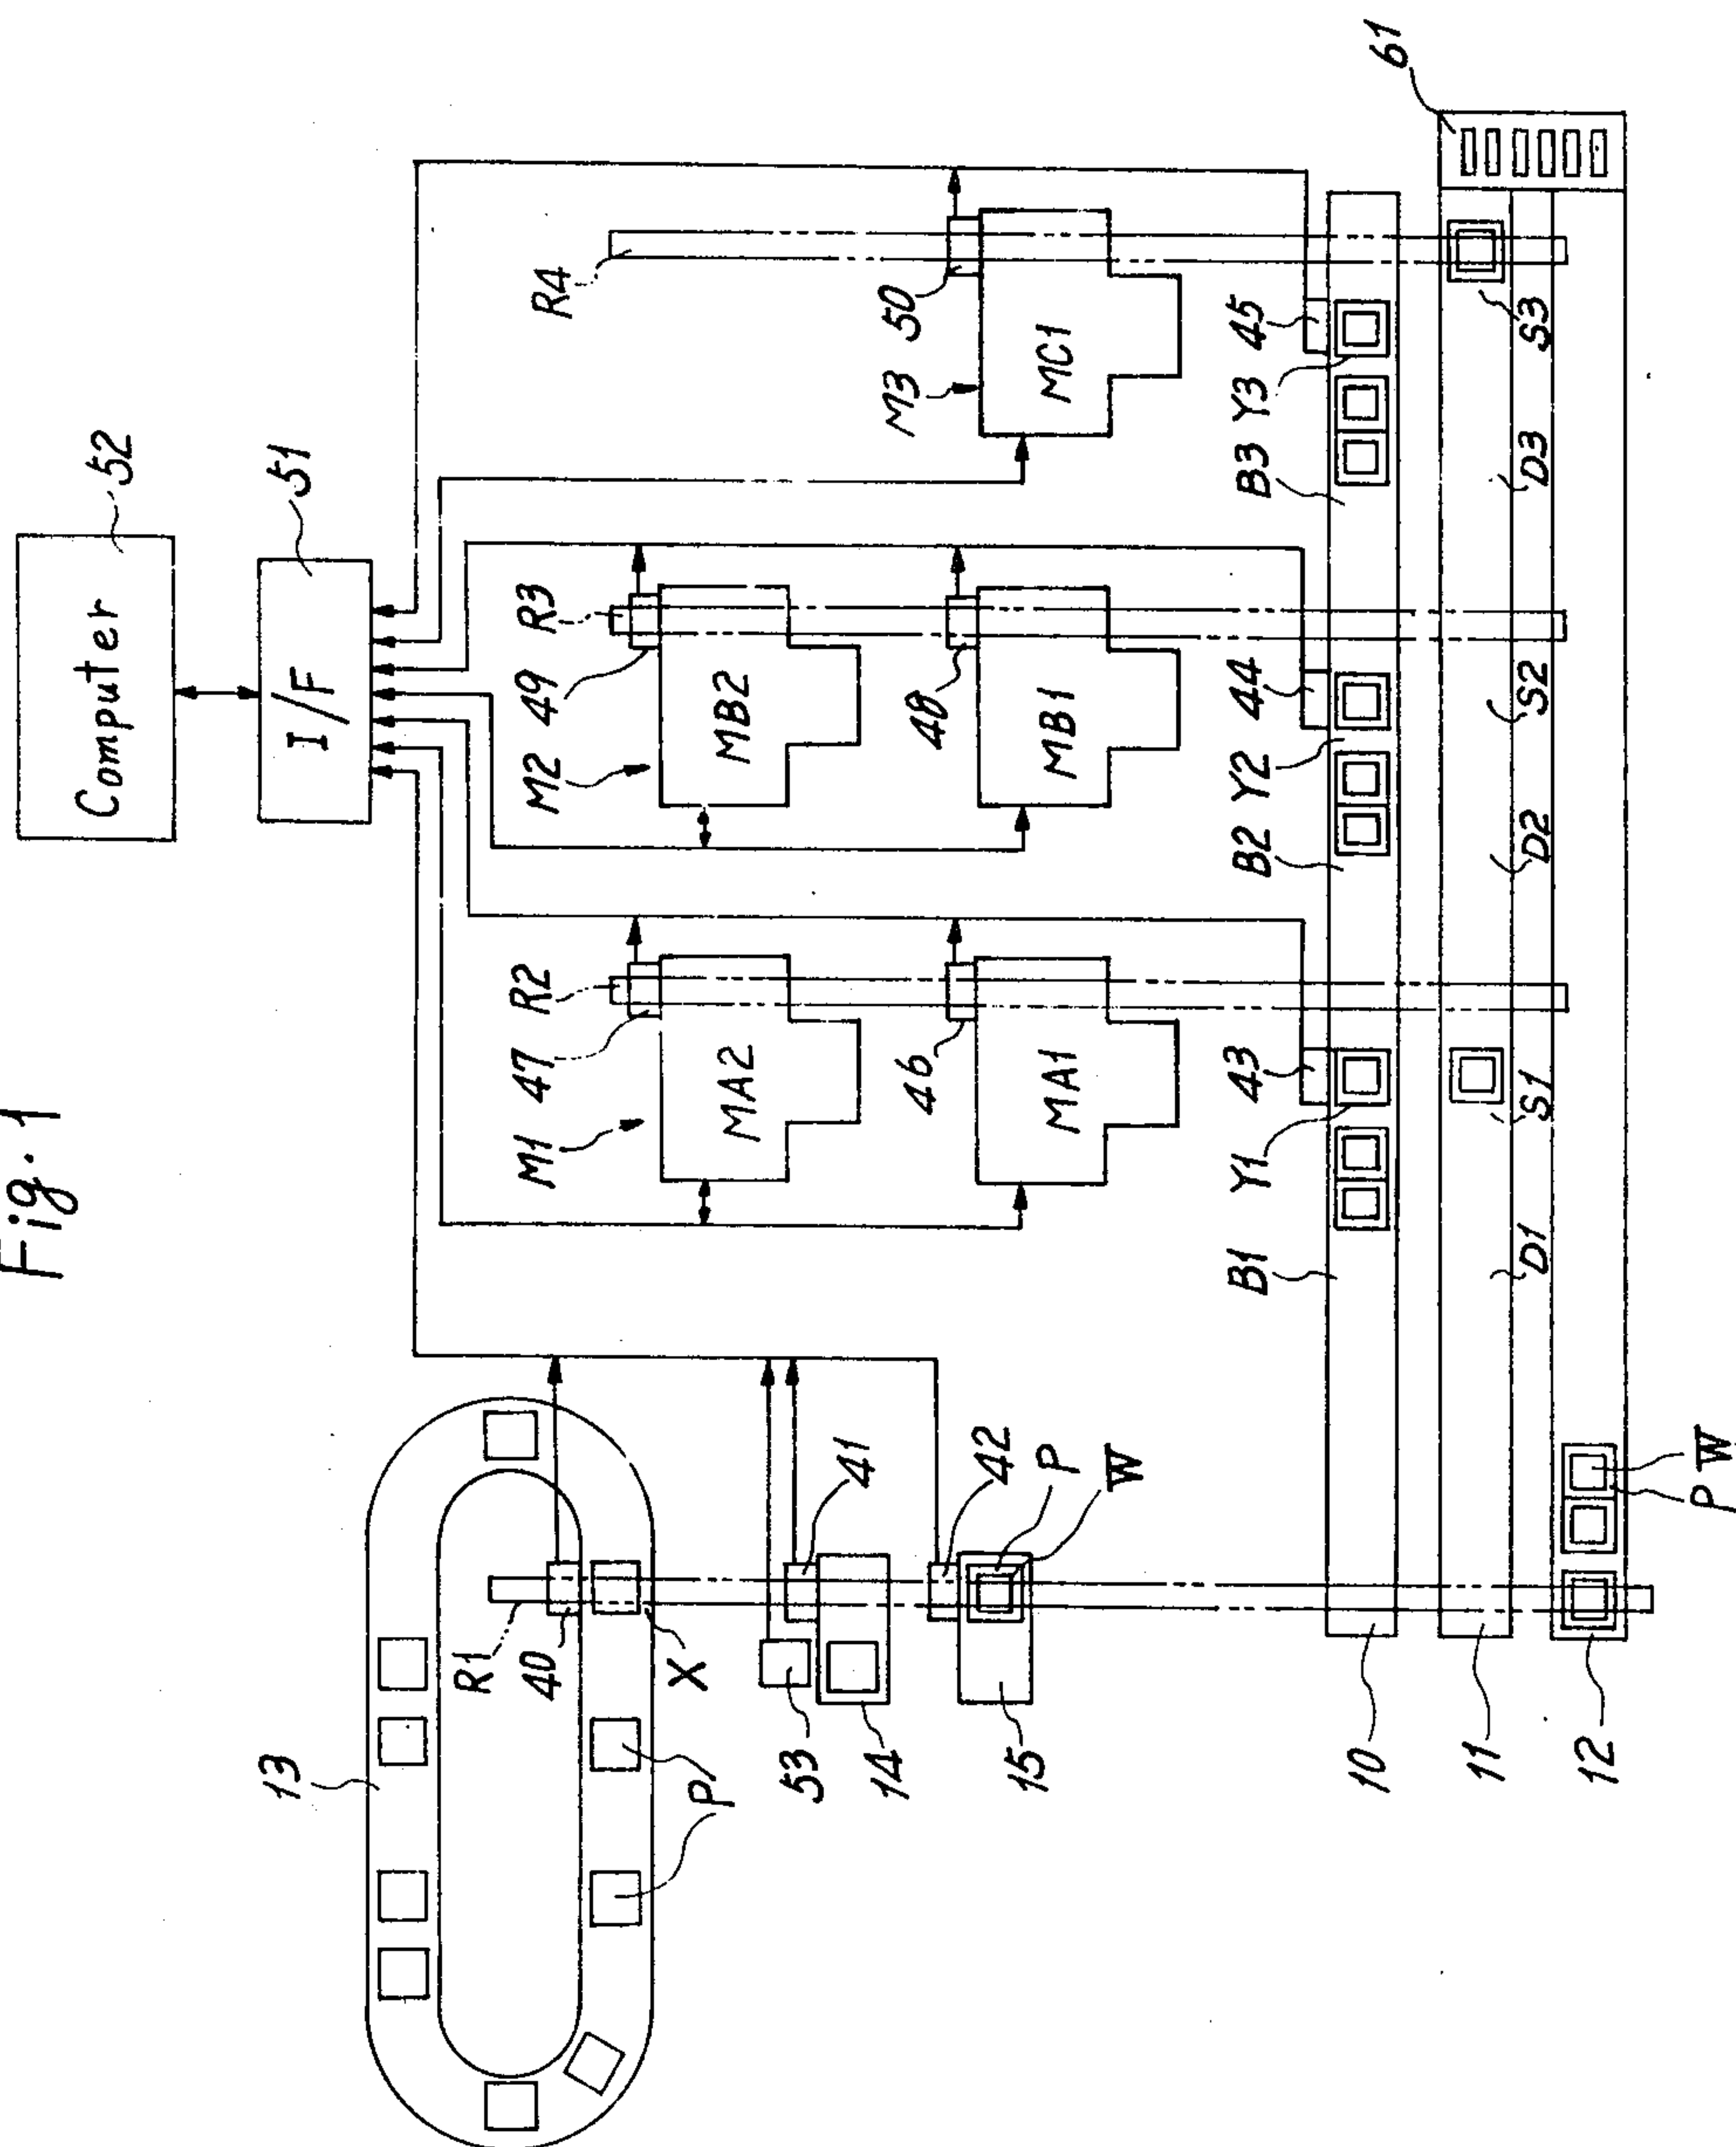 Fig. 1
Computer
52
I/F
51
13
R1
40
X
P
53
14
41
15
42
P
W
M1
47
R2
MA2
46
MA1
M2
49
R3
MB2
48
MB1
R4
M3
50
MC1
B1
Y1
43
B2
Y2
44
B3
Y3
45
61
10
11
12
D1
S1
D2
S2
D3
S3
P
W